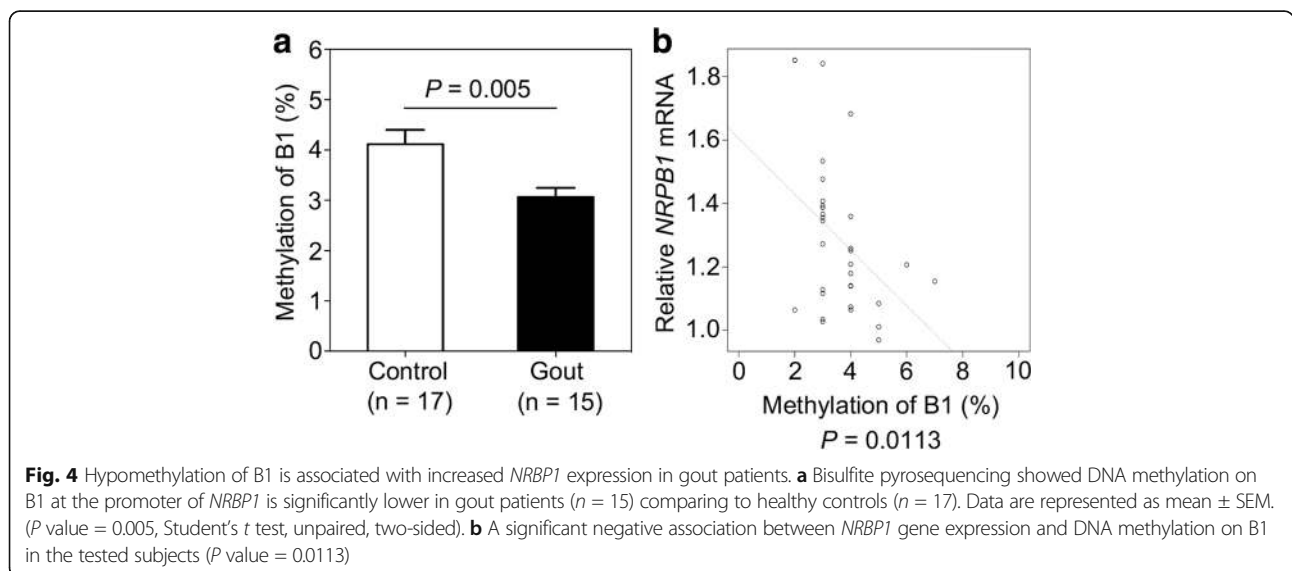 a
6
5
4
3
2
1
0
Methylation of B1 (%)
P = 0.005
Control
(n = 17)
Gout
(n = 15)
b
1.8
1.6
1.4
1.2
1.0
Relative NRPB1 mRNA
0 2 4 6 8 10
Methylation of B1 (%)
P = 0.0113
Fig. 4 Hypomethylation of B1 is associated with increased NRBP1 expression in gout patients. a Bisulfite pyrosequencing showed DNA methylation on
B1 at the promoter of NRBP1 is significantly lower in gout patients (n = 15) comparing to healthy controls (n = 17). Data are represented as mean ± SEM.
(P value = 0.005, Student's t test, unpaired, two-sided). b A significant negative association between NRBP1 gene expression and DNA methylation on B1
in the tested subjects (P value = 0.0113)